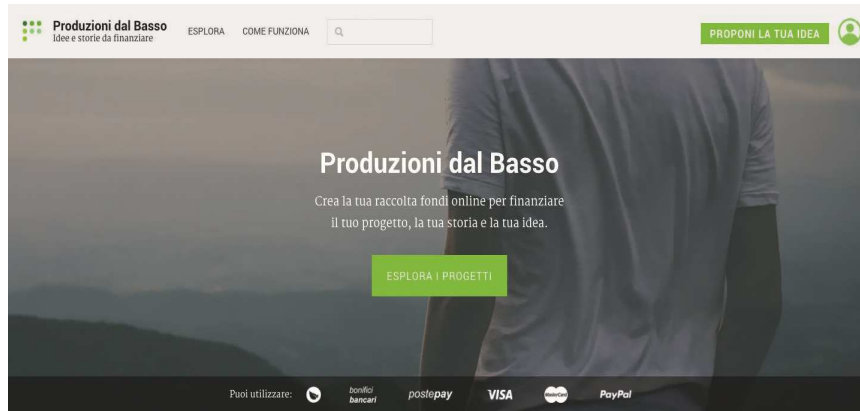 Produzioni dal Basso
Idee e storie da finanziare
ESPLORA
COME FUNZIONA
PROPONI LA TUA IDEA
Produzioni dal Basso
Crea la tua raccolta fondi online per finanziare
il tuo progetto, la tua storia e la tua idea.
ESPLORA I PROGETTI
Puoi utilizzare:
bonifici
bancari
postepay
VISA
MasterCard
PayPal